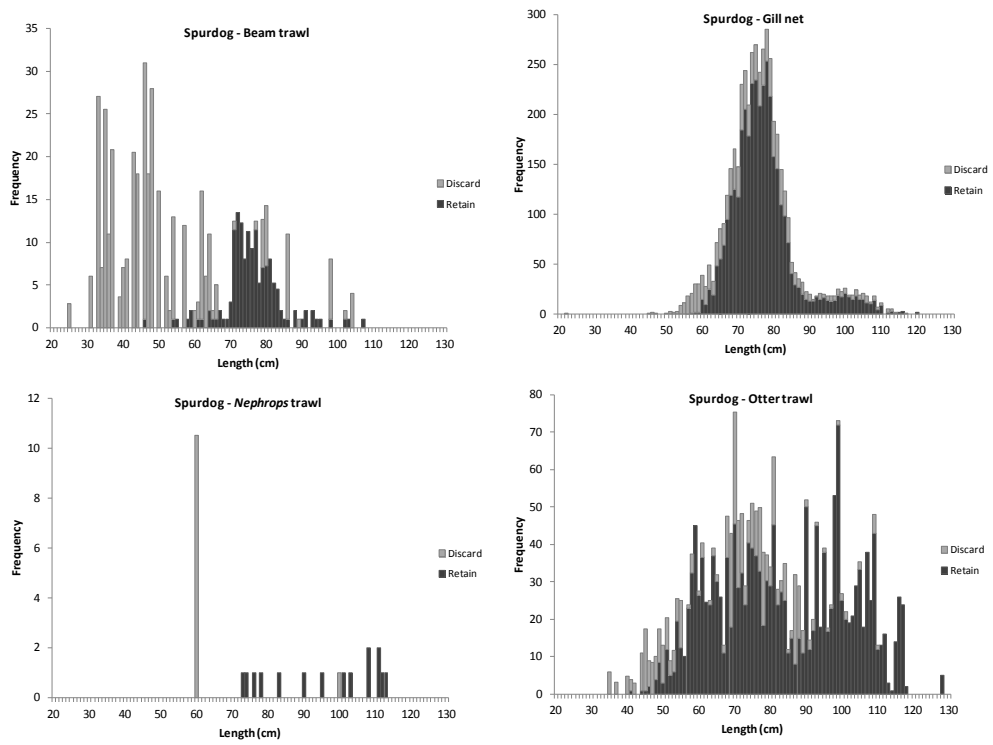 Spurdog - Beam trawl
35
30
25
20
15
10
5
0
Frequency
20 30 40 50 60 70 80 90 100 110 120 130
Length (cm)
Discard
Retain
Spurdog - Gill net
300
250
200
150
100
50
0
Frequency
20 30 40 50 60 70 80 90 100 110 120 130
Length (cm)
Discard
Retain
Spurdog - Nephrops trawl
12
10
8
6
4
2
0
Frequency
20 30 40 50 60 70 80 90 100 110 120 130
Length (cm)
Discard
Retain
Spurdog - Otter trawl
80
70
60
50
40
30
20
10
0
Frequency
20 30 40 50 60 70 80 90 100 110 120 130
Length (cm)
Discard
Retain